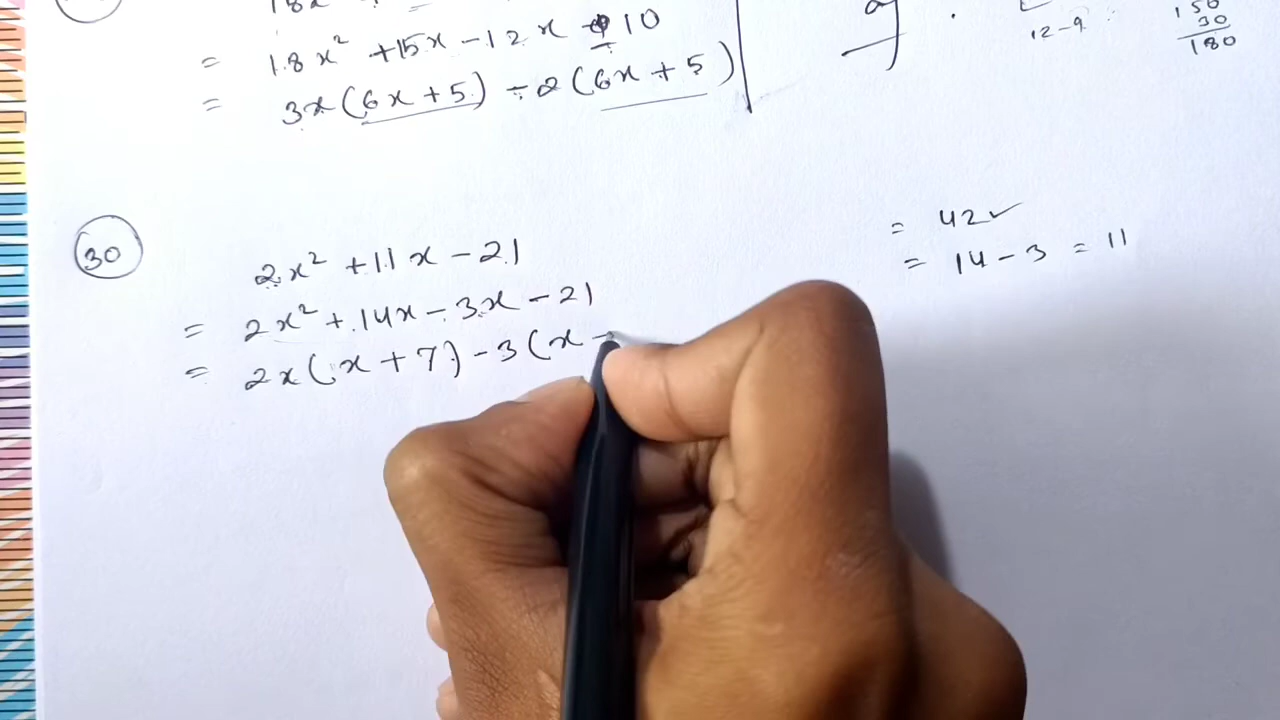 = 18x² + 15x - 12x - 10
= 3x(6x+5) - 2(6x+5)
12-9
150
30
180
30
2x² + 11x - 21
= 2x² + 14x - 3x - 21
= 2x(x+7) - 3(x
= 42 ✓
= 14 - 3 = 11